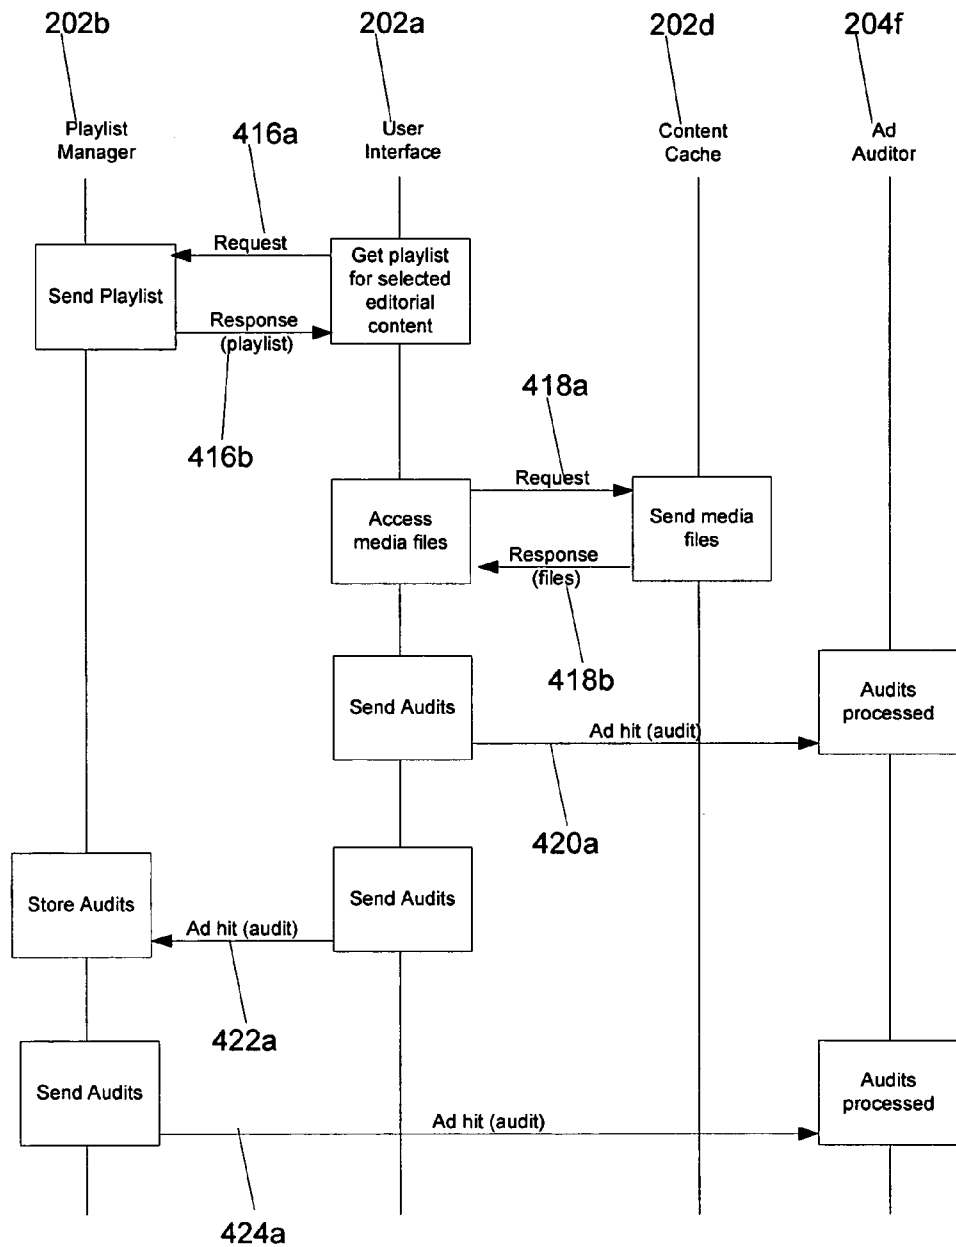 202b
202a
202d
204f
Playlist
Manager
416a
User
Interface
Content
Cache
Ad
Auditor
Request
Get playlist
for selected
editorial
content
Send Playlist
Response
(playlist)
418a
416b
Request
Access
media files
Send media
files
Response
(files)
418b
Send Audits
Audits
processed
Ad hit (audit)
420a
Store Audits
Send Audits
Ad hit (audit)
422a
Send Audits
Audits
processed
Ad hit (audit)
424a